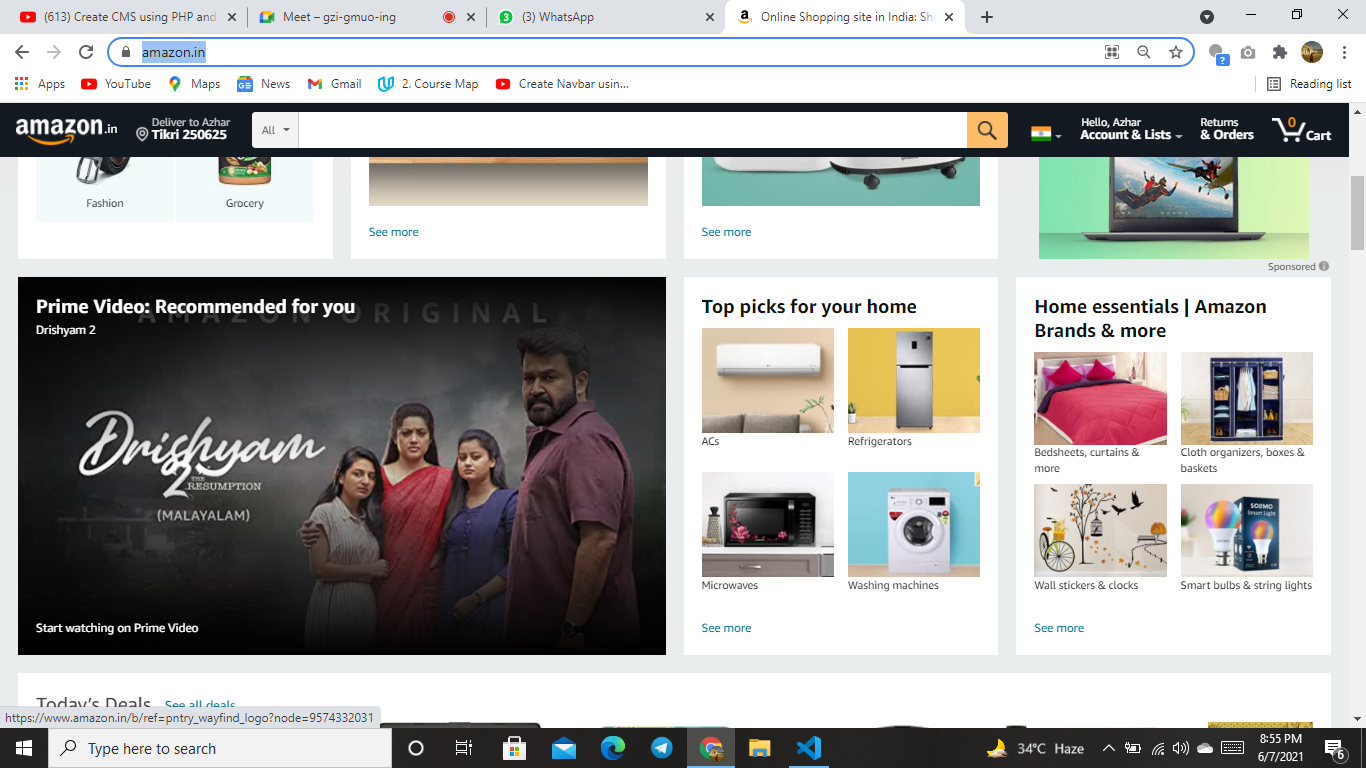 (613) Create CMS using PHP and
Meet – gzi-gmuo-ing
(3) WhatsApp
Online Shopping site in India: Sh
amazon.in
Apps
YouTube
Maps
News
Gmail
2. Course Map
Create Navbar usin...
Reading list
amazon.in
Deliver to Azhar
Tikri 250625
All
Hello, Azhar
Account & Lists
Returns
& Orders
0
Cart
Fashion
Grocery
See more
See more
Sponsored
Prime Video: Recommended for you
AMAZON ORIGINAL
Drishyam 2
Drishyam
2 THE
RESUMPTION
(MALAYALAM)
Start watching on Prime Video
Top picks for your home
ACs
Refrigerators
Microwaves
Washing machines
See more
Home essentials | Amazon
Brands & more
Bedsheets, curtains &
more
Cloth organizers, boxes &
baskets
Wall stickers & clocks
Smart bulbs & string lights
See more
Today's Deals
See all deals
https://www.amazon.in/b/ref=pntry_wayfind_logo?node=9574332031
Type here to search
34°C Haze
8:55 PM
6/7/2021
6